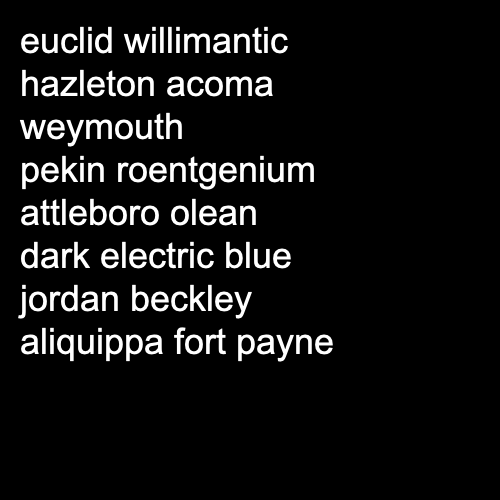 euclid willimantic
hazleton acoma
weymouth
pekin roentgenium
attleboro olean
dark electric blue
jordan beckley
aliquippa fort payne